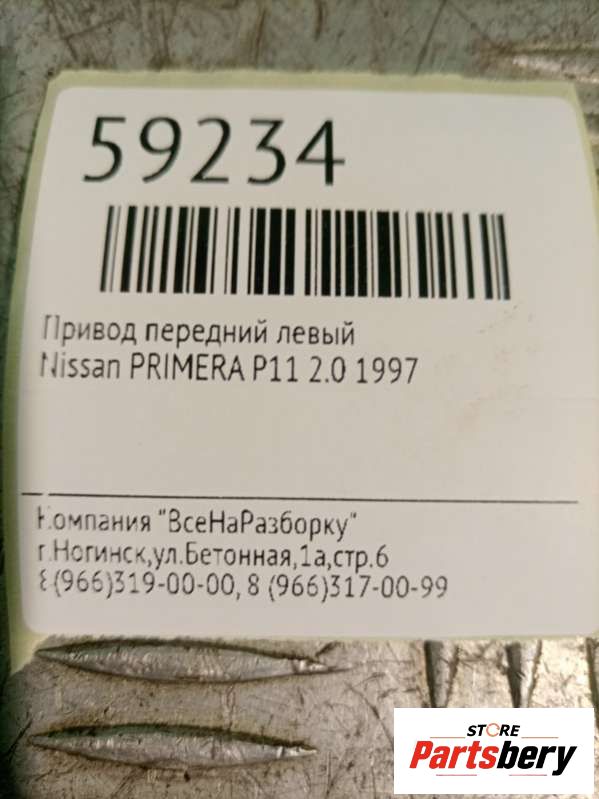 59234
Привод передний левый
Nissan PRIMERA P11 2.0 1997
Компания "ВсеНаРазборку"
г.Ногинск,ул.Бетонная,1а,стр.6
8(966)319-00-00, 8 (966)317-00-99
STORE
Partsbery